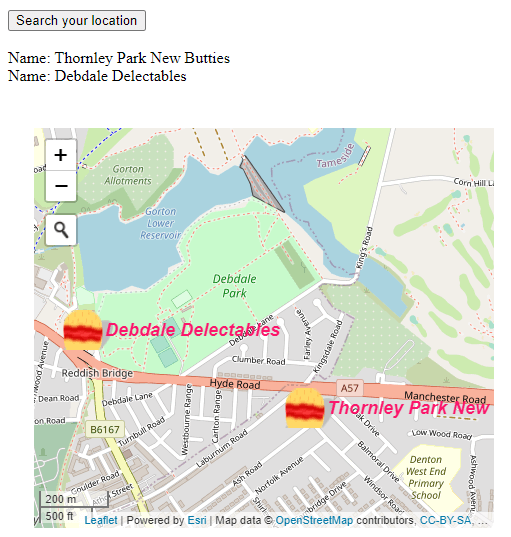 Search your location
Name: Thornley Park New Butties
Name: Debdale Delectables
+
−
Gorton
Allotments
Tameside
Corn Hill La
Gorton
Lower
Reservoir
King's Road
Debdale
Park
Debdale Lane
Farley Av
Kingsdale Road
Debdale Delectables
Clumber Road
Reddish Bridge
Hyde Road
A57
Manchester Road
Thornley Park New
Dean Road
Debdale Lane
Westbourne Range
Carlton Range
B6167
Turnbull Road
Laburnum Road
Low Wood Road
Balmoral Drive
Denton
West End
Primary
School
Ashwood Avenue
Goulder Road
Ash Road
Norfolk Avenue
Windsor Road
200 m
500 ft
Leaflet | Powered by Esri | Map data © OpenStreetMap contributors, CC-BY-SA, ...